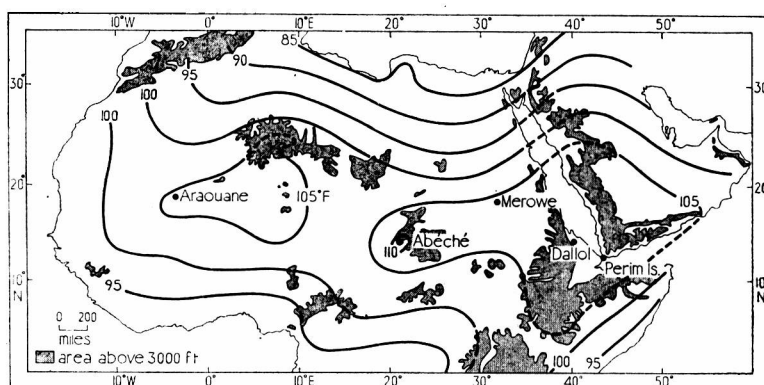 10°W 0° 10°E 20° 30° 40° 50°
85
90
95
100
30° 30°
100
105
20° Araouane 105°F Merowe 20°
Abéché
110 Dallol Perim Is.
10° 10°
N N
95
0 200
miles
100 95
area above 3000 ft
10°W 0° 10°E 20° 30° 40° 50°